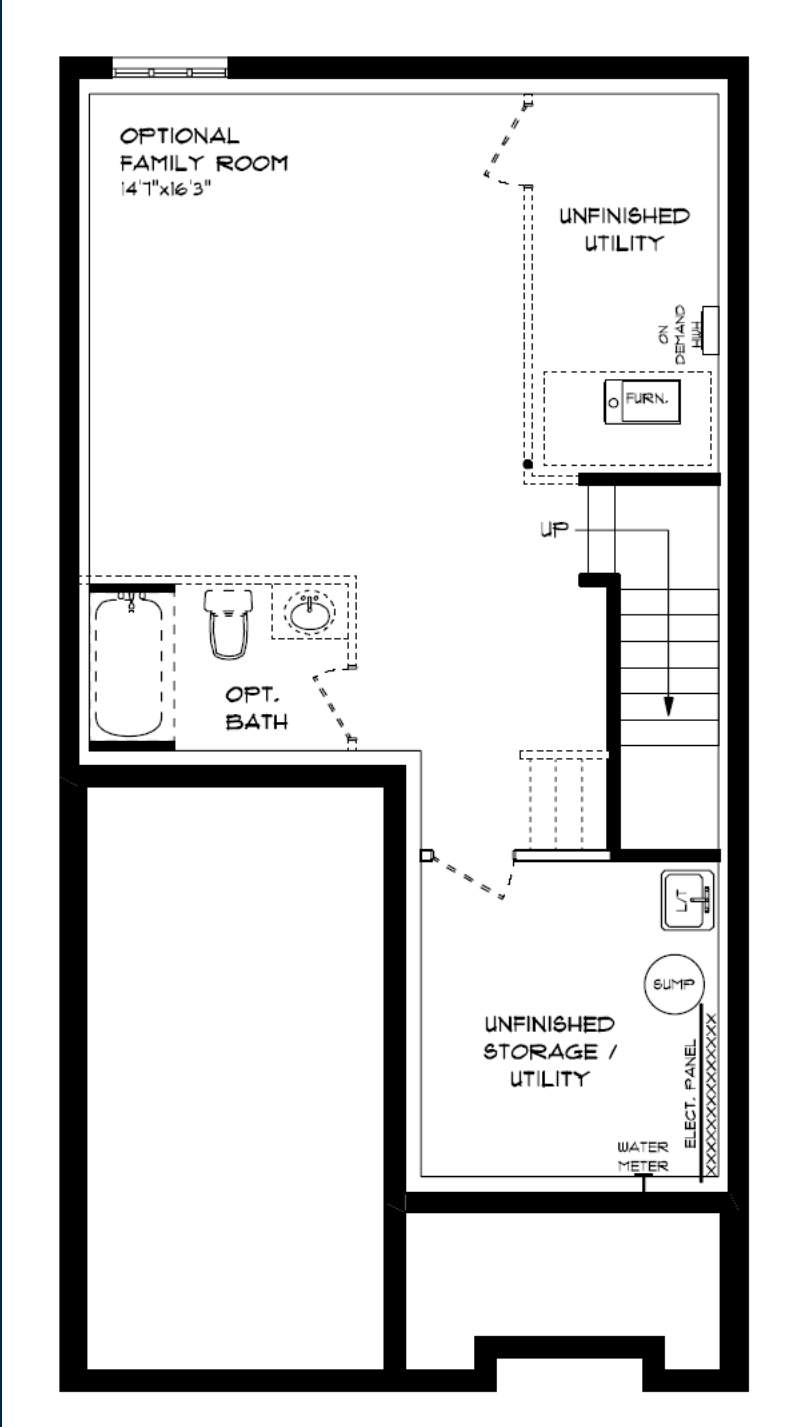 OPTIONAL
FAMILY ROOM
14'7"x16'3"
UNFINISHED
UTILITY
ON
DEMAND
HWH
FURN.
UP
OPT.
BATH
L/T
SUMP
UNFINISHED
STORAGE /
UTILITY
ELECT. PANEL
WATER
METER